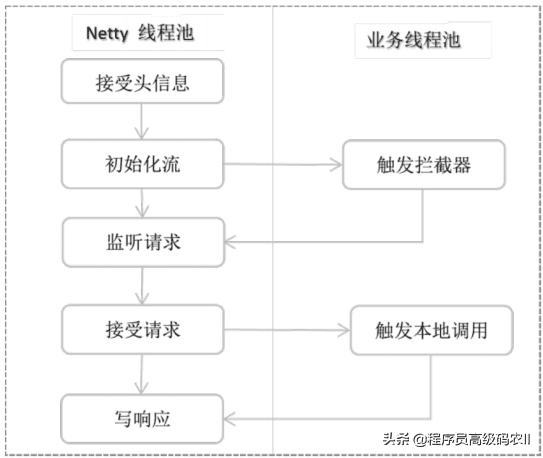 Netty 线程池
业务线程池
接受头信息
初始化流
触发拦截器
监听请求
接受请求
触发本地调用
写响应
头条 @程序员高级码农II